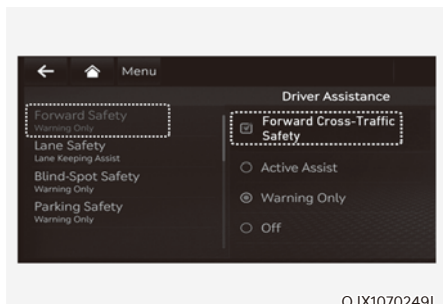 Menu
Driver Assistance
Forward Safety
Warning Only
Lane Safety
Lane Keeping Assist
Blind-Spot Safety
Warning Only
Parking Safety
Warning Only
Forward Cross-Traffic
Safety
Active Assist
Warning Only
Off